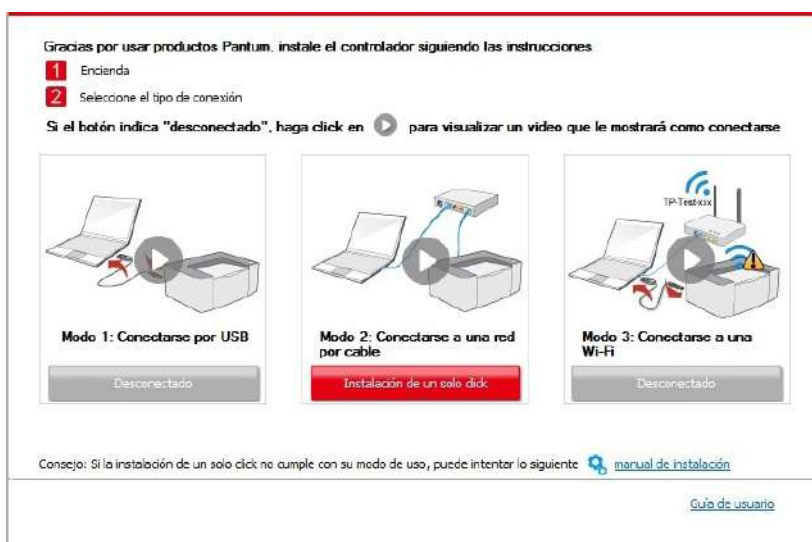 Gracias por usar productos Pantum, instale el controlador siguiendo las instrucciones
1 Encienda
2 Seleccione el tipo de conexión
Si el botón indica "desconectado", haga click en para visualizar un video que le mostrará como conectarse
TP-Test-xxx
Modo 1: Conectarse por USB
Desconectado
Modo 2: Conectarse a una red
por cable
Instalación de un solo click
Modo 3: Conectarse a una
Wi-Fi
Desconectado
Consejo: Si la instalación de un solo click no cumple con su modo de uso, puede intentar lo siguiente manual de instalación
Guía de usuario